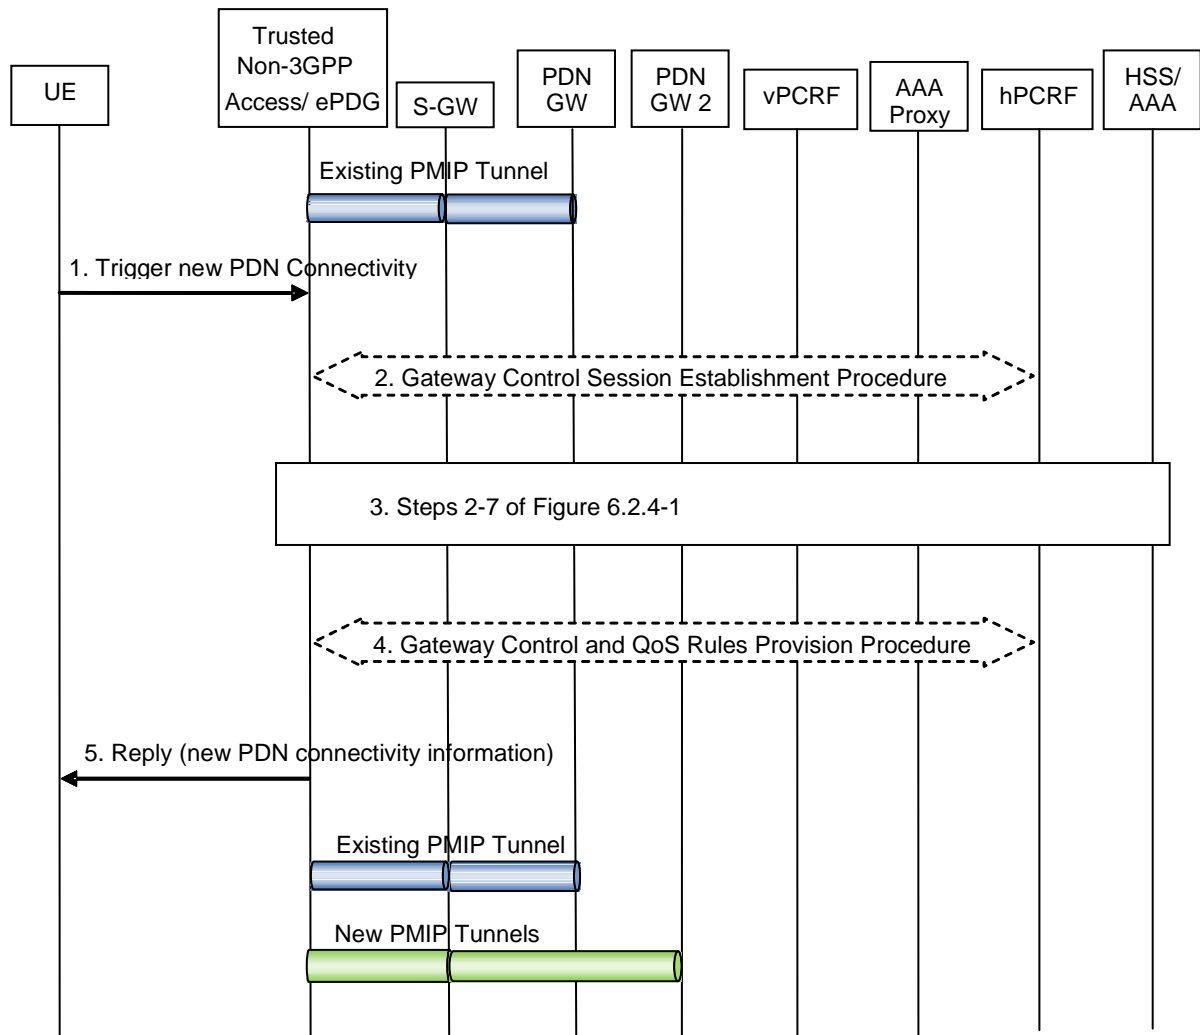 UE
Trusted
Non-3GPP
Access/ ePDG
S-GW
PDN
GW
PDN
GW 2
vPCRF
AAA
Proxy
hPCRF
HSS/
AAA
Existing PMIP Tunnel
1. Trigger new PDN Connectivity
2. Gateway Control Session Establishment Procedure
3. Steps 2-7 of Figure 6.2.4-1
4. Gateway Control and QoS Rules Provision Procedure
5. Reply (new PDN connectivity information)
Existing PMIP Tunnel
New PMIP Tunnels